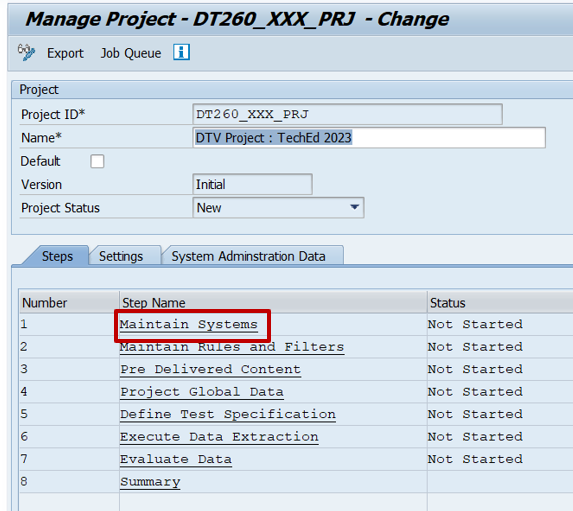 Manage Project - DT260_XXX_PRJ - Change
Export Job Queue
Project
Project ID* DT260_XXX_PRJ
Name* DTV Project : TechEd 2023
Default
Version Initial
Project Status New
Steps Settings System Adminstration Data
Number Step Name Status
1 Maintain Systems Not Started
2 Maintain Rules and Filters Not Started
3 Pre Delivered Content Not Started
4 Project Global Data Not Started
5 Define Test Specification Not Started
6 Execute Data Extraction Not Started
7 Evaluate Data Not Started
8 Summary